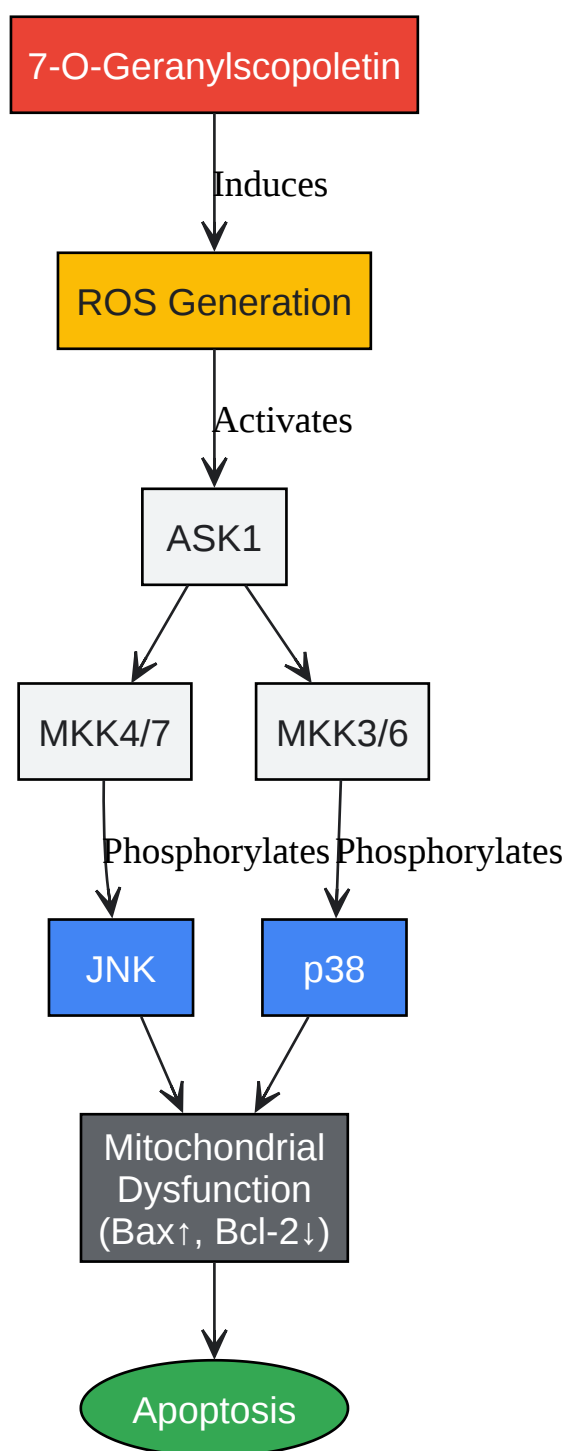 7-O-Geranylscopoletin
Induces
ROS Generation
Activates
ASK1
MKK4/7
MKK3/6
Phosphorylates
Phosphorylates
JNK
p38
Mitochondrial
Dysfunction
(Bax↑, Bcl-2↓)
Apoptosis